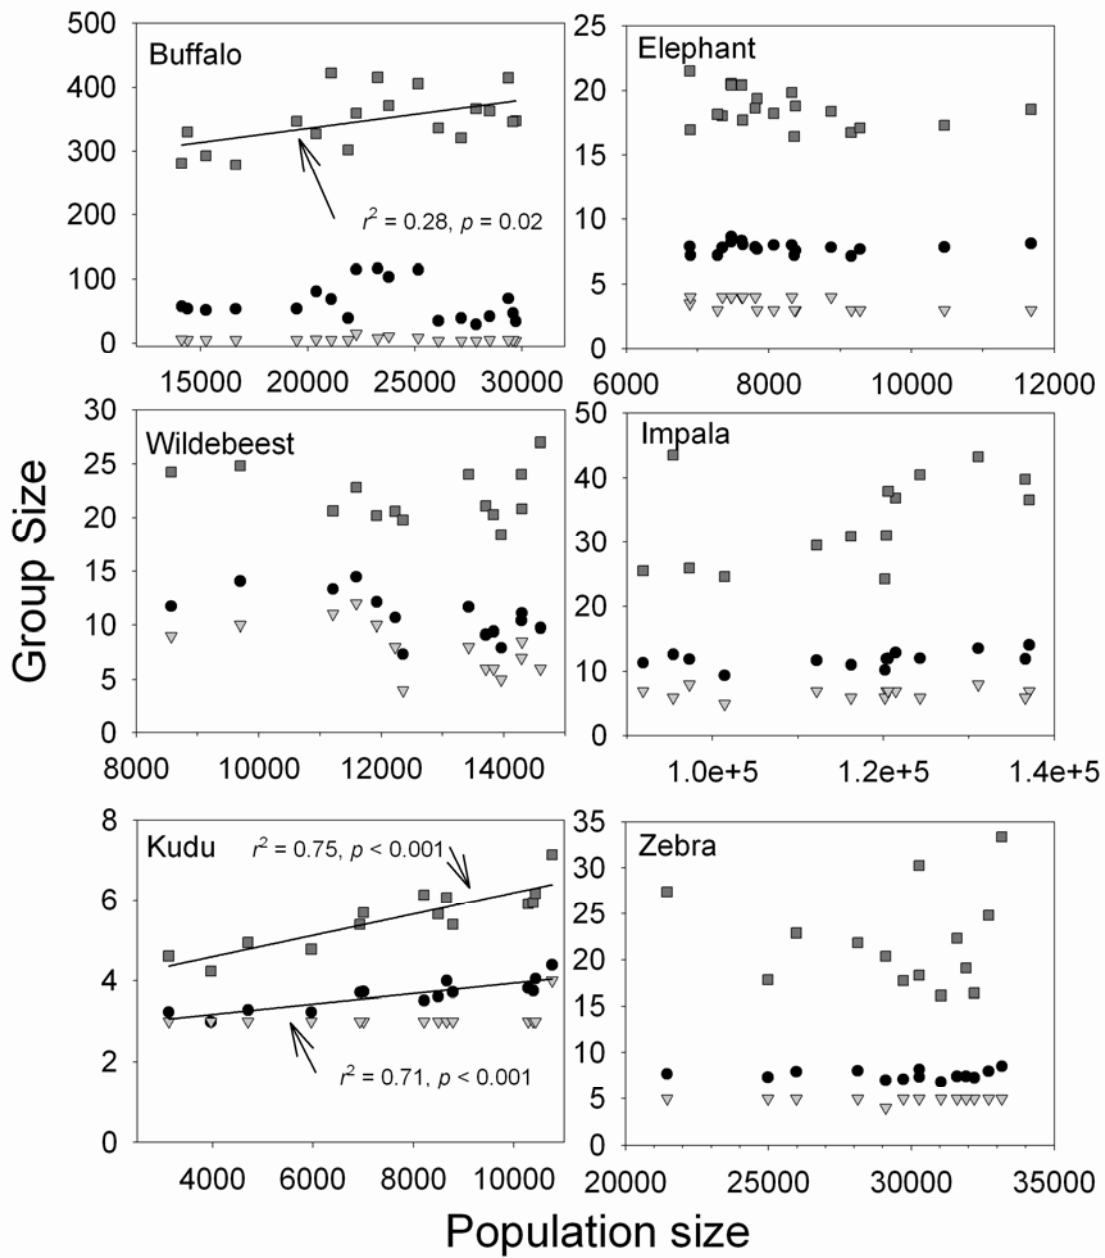 500
400
300
200
100
0
Buffalo
r² = 0.28, p = 0.02
15000 20000 25000 30000
25
20
15
10
5
0
Elephant
6000 8000 10000 12000
30
25
20
15
10
5
0
Wildebeest
8000 10000 12000 14000
50
40
30
20
10
0
Impala
1.0e+5 1.2e+5 1.4e+5
8
6
4
2
0
Kudu
r² = 0.75, p < 0.001
r² = 0.71, p < 0.001
4000 6000 8000 10000
35
30
25
20
15
10
5
0
Zebra
20000 25000 30000 35000
Group Size
Population size